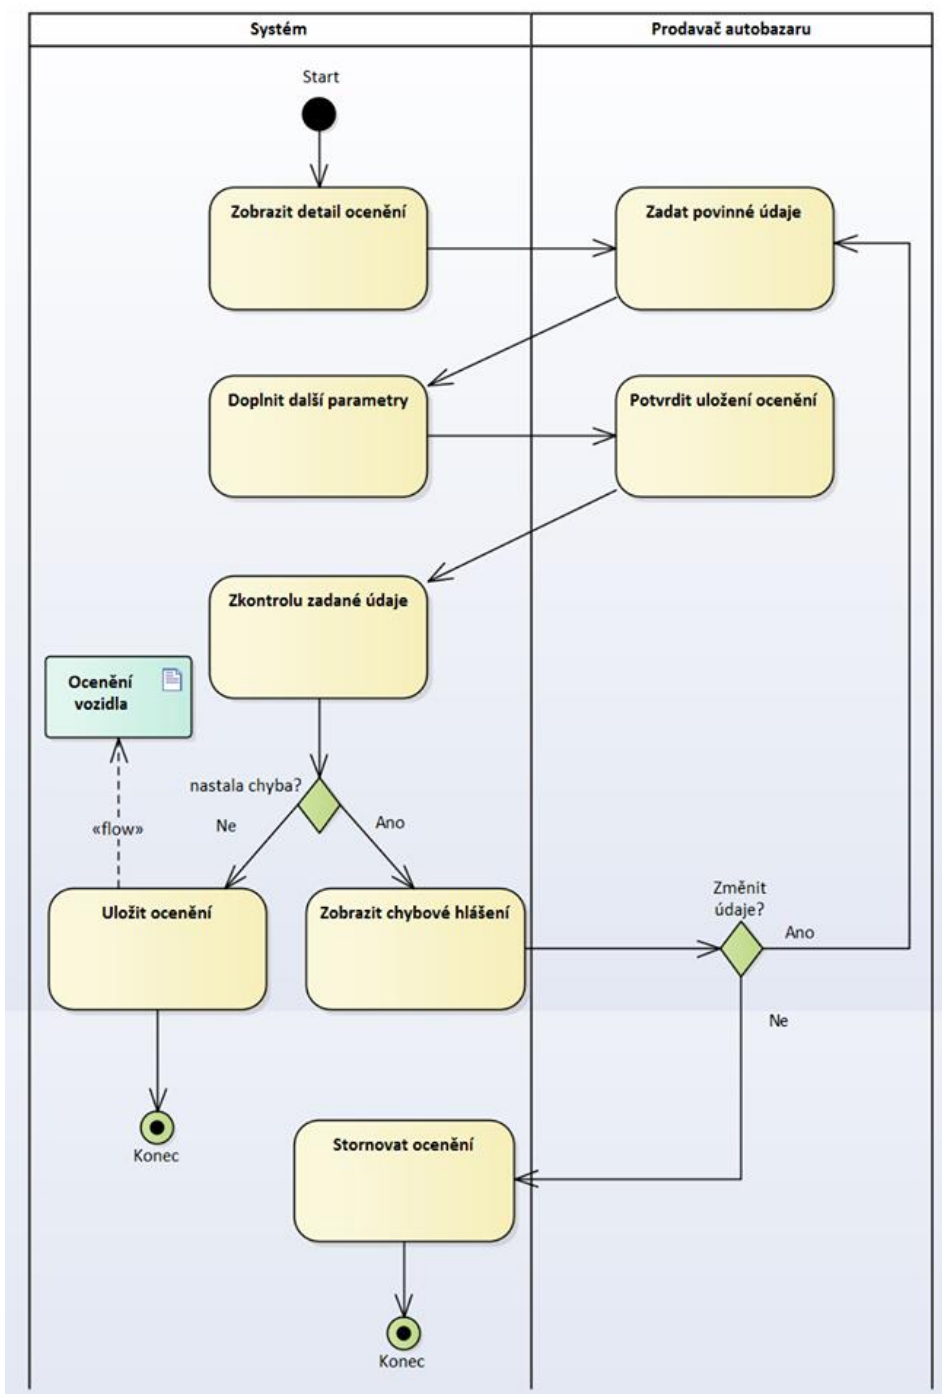 Systém
Prodavač autobazaru
Start
Zobrazit detail ocenění
Zadat povinné údaje
Doplnit další parametry
Potvrdit uložení ocenění
Zkontrolu zadané údaje
Ocenění
vozidla
nastala chyba?
Ne
Ano
«flow»
Uložit ocenění
Zobrazit chybové hlášení
Změnit
údaje?
Ano
Ne
Konec
Stornovat ocenění
Konec